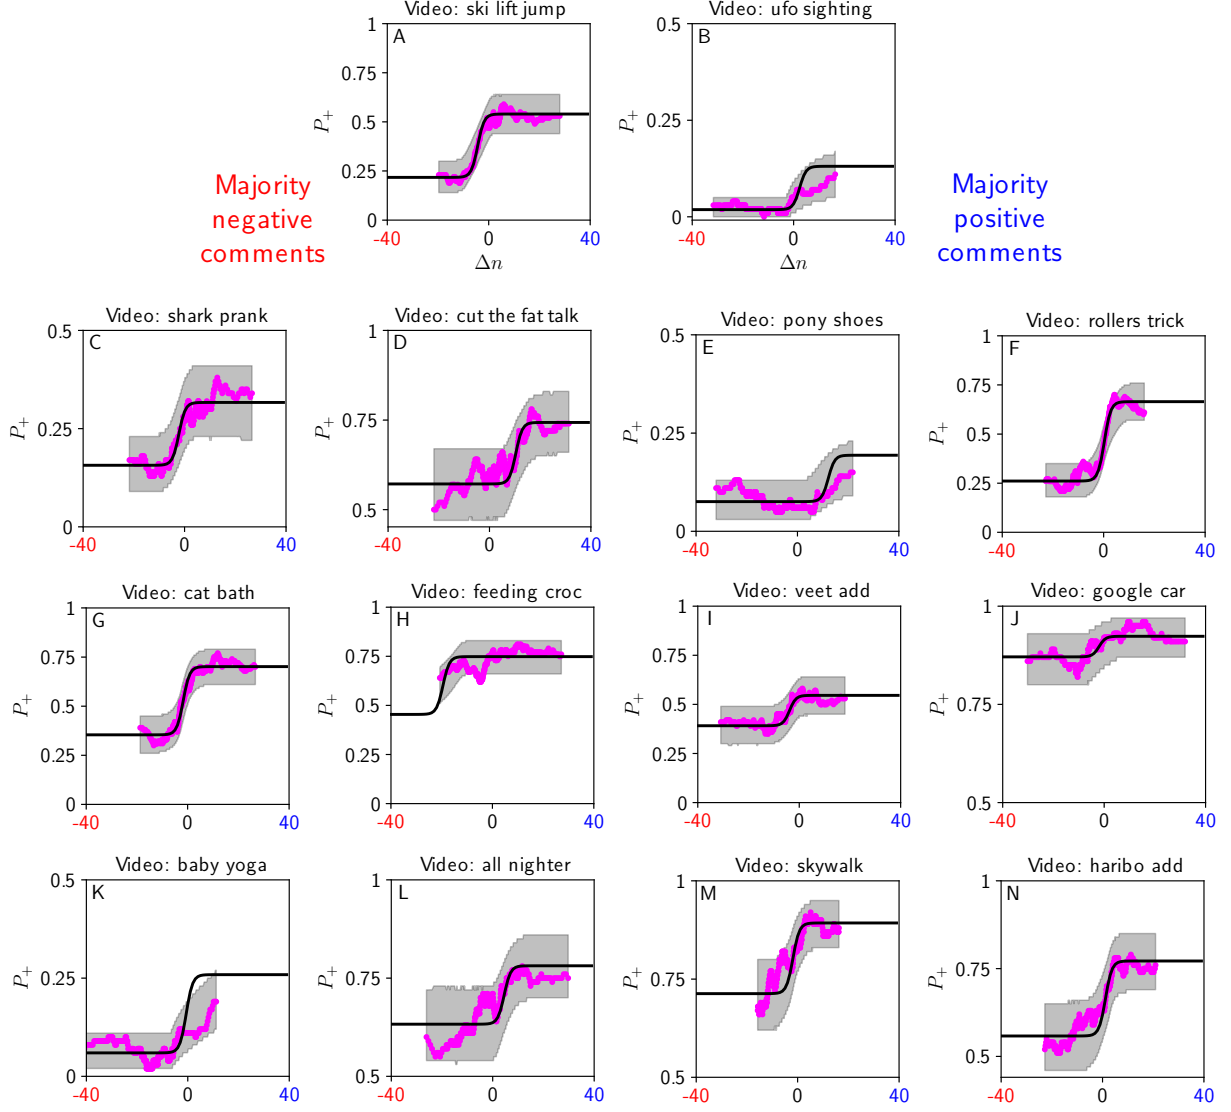 Video: ski lift jump
A
1
0.75
P+
0.25
0
-40
0
40
Δn
Video: ufo sighting
B
0.5
0.25
P+
0
-40
0
40
Δn
Majority
negative
comments
Majority
positive
comments
Video: shark prank
C
0.5
0.25
P+
0
-40
0
40
Video: cut the fat talk
D
1
0.75
P+
0.5
-40
0
40
Video: pony shoes
E
0.5
0.25
P+
0
-40
0
40
Video: rollers trick
F
1
0.75
0.5
P+
0.25
0
-40
0
40
Video: cat bath
G
1
0.75
0.5
P+
0.25
0
-40
0
40
Video: feeding croc
H
1
0.75
0.5
P+
0.25
0
-40
0
40
Video: veet add
I
1
0.75
0.5
P+
0.25
0
-40
0
40
Video: google car
J
1
0.75
P+
0.5
-40
0
40
Video: baby yoga
K
0.5
0.25
P+
0
-40
0
40
Video: all nighter
L
1
0.75
P+
0.5
-40
0
40
Video: skywalk
M
1
0.75
P+
0.5
-40
0
40
Video: haribo add
N
1
0.75
P+
0.5
-40
0
40